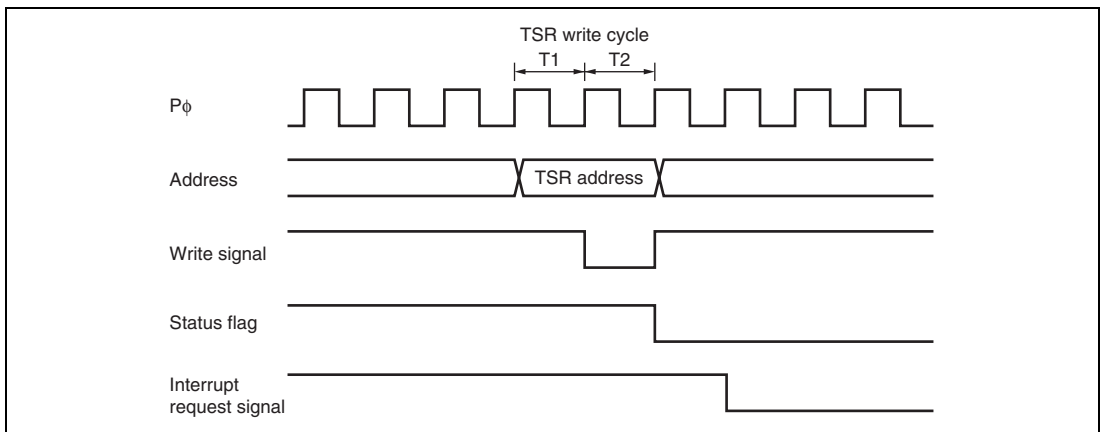 TSR write cycle
T1 T2
Pϕ
Address
TSR address
Write signal
Status flag
Interrupt
request signal